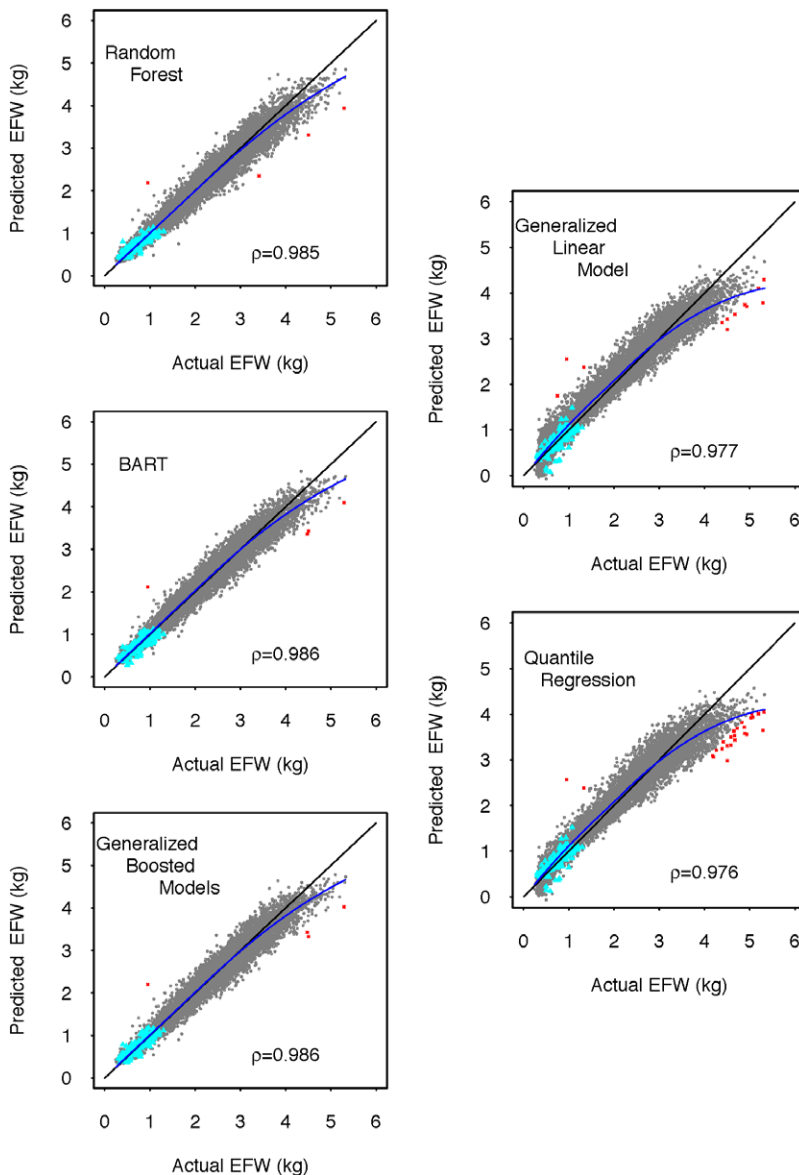 6
5
4
3
2
1
0
Predicted EFW (kg)
Random
Forest
ρ=0.985
0 1 2 3 4 5 6
Actual EFW (kg)
6
5
4
3
2
1
0
Predicted EFW (kg)
BART
ρ=0.986
0 1 2 3 4 5 6
Actual EFW (kg)
6
5
4
3
2
1
0
Predicted EFW (kg)
Generalized
Boosted
Models
ρ=0.986
0 1 2 3 4 5 6
Actual EFW (kg)
6
5
4
3
2
1
0
Predicted EFW (kg)
Generalized
Linear
Model
ρ=0.977
0 1 2 3 4 5 6
Actual EFW (kg)
6
5
4
3
2
1
0
Predicted EFW (kg)
Quantile
Regression
ρ=0.976
0 1 2 3 4 5 6
Actual EFW (kg)